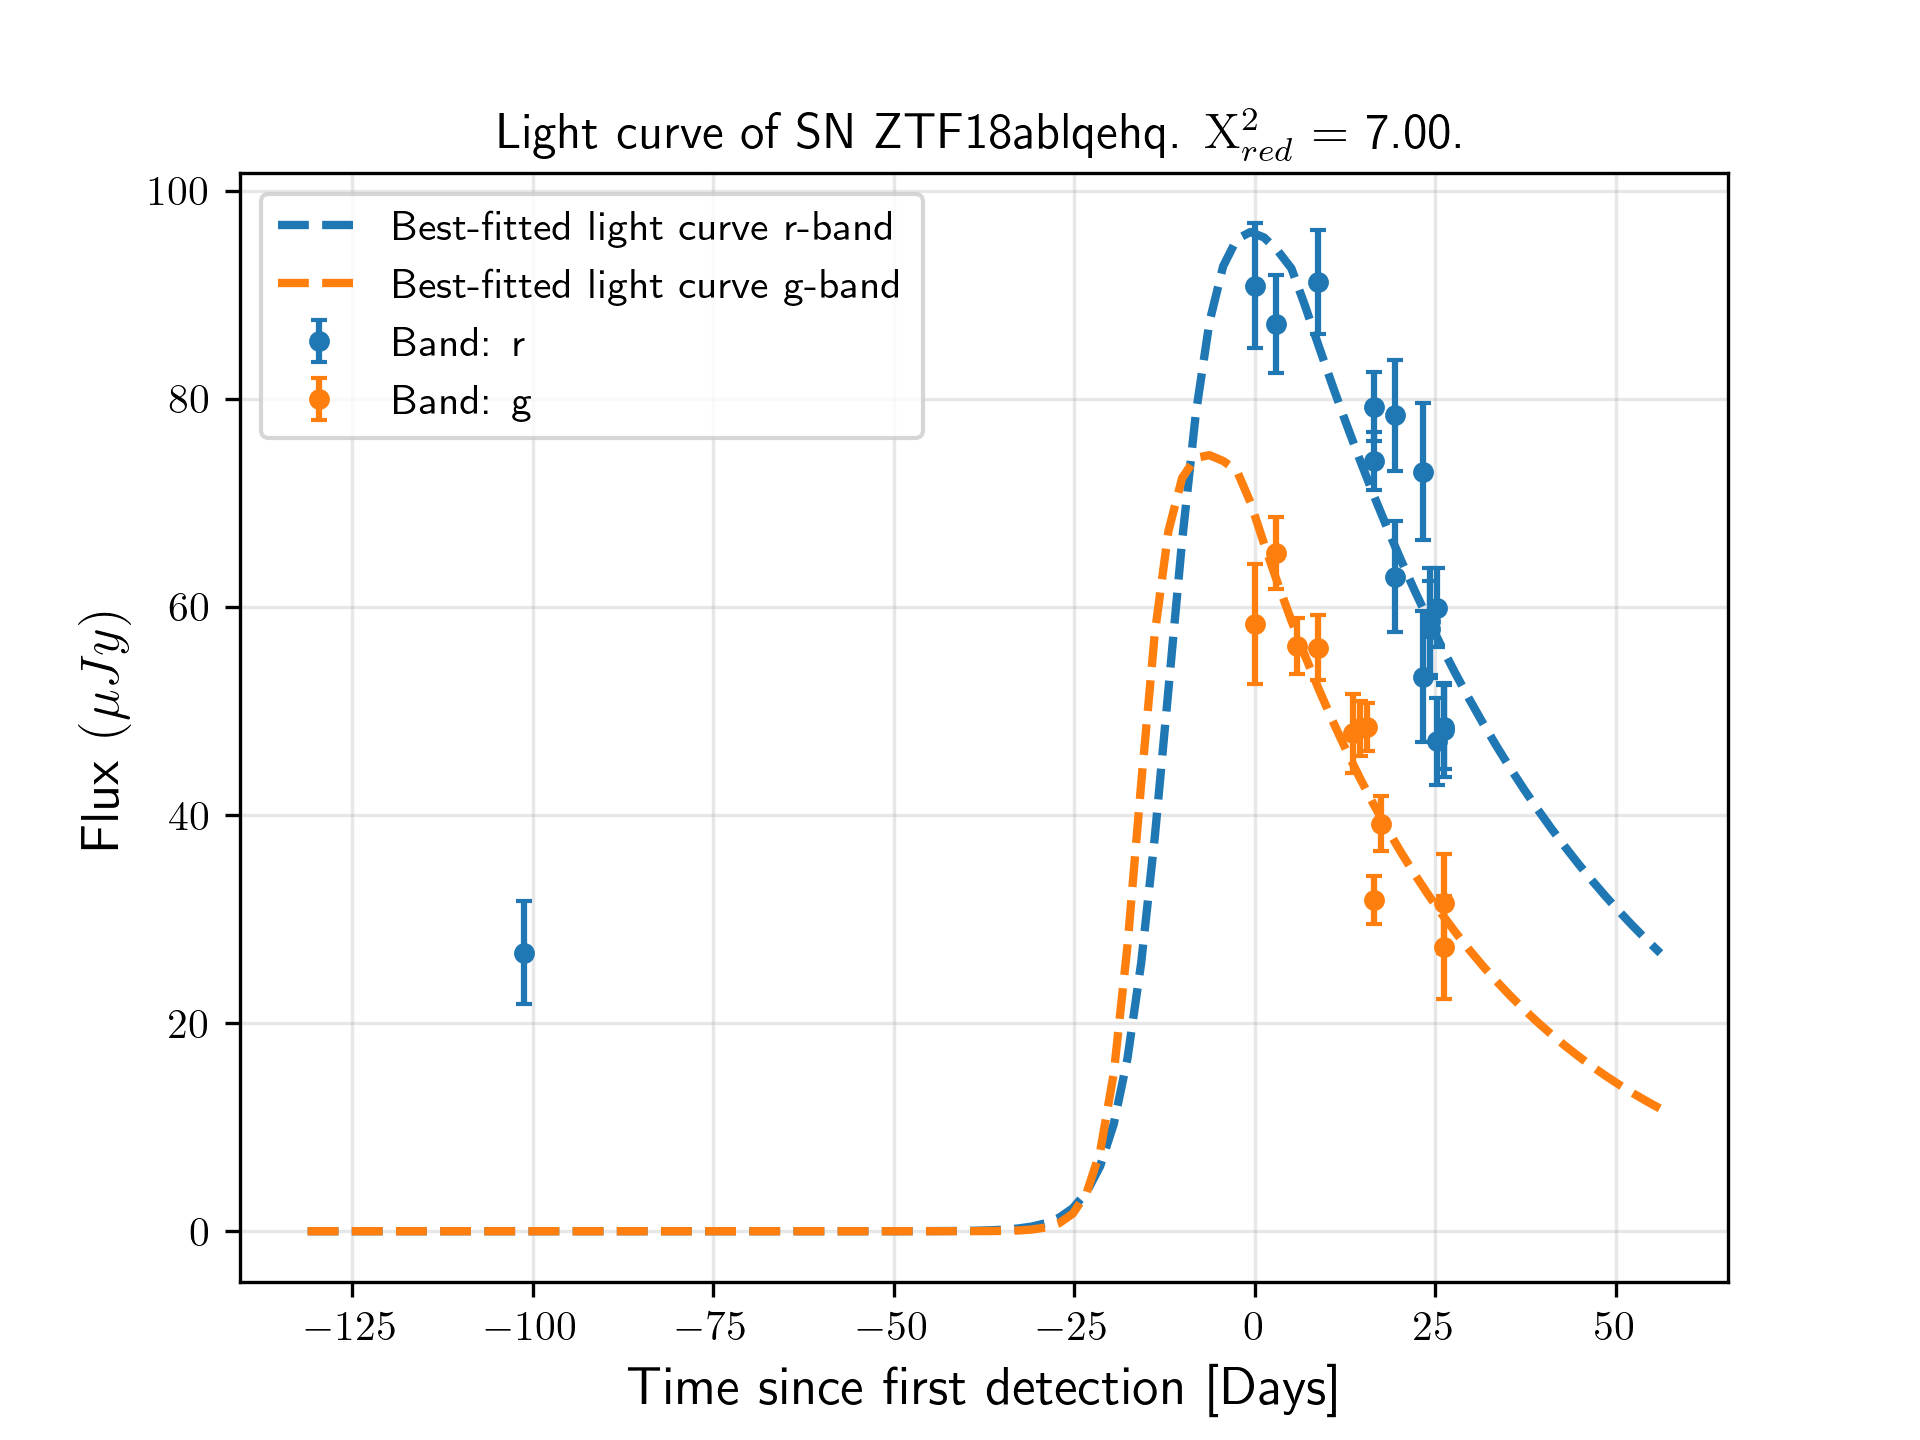 Light curve of SN ZTF18ablqehq. X²_red = 7.00.
Best-fitted light curve r-band
Best-fitted light curve g-band
Band: r
Band: g
Flux (μJy)
100
80
60
40
20
0
−125 −100 −75 −50 −25 0 25 50
Time since first detection [Days]